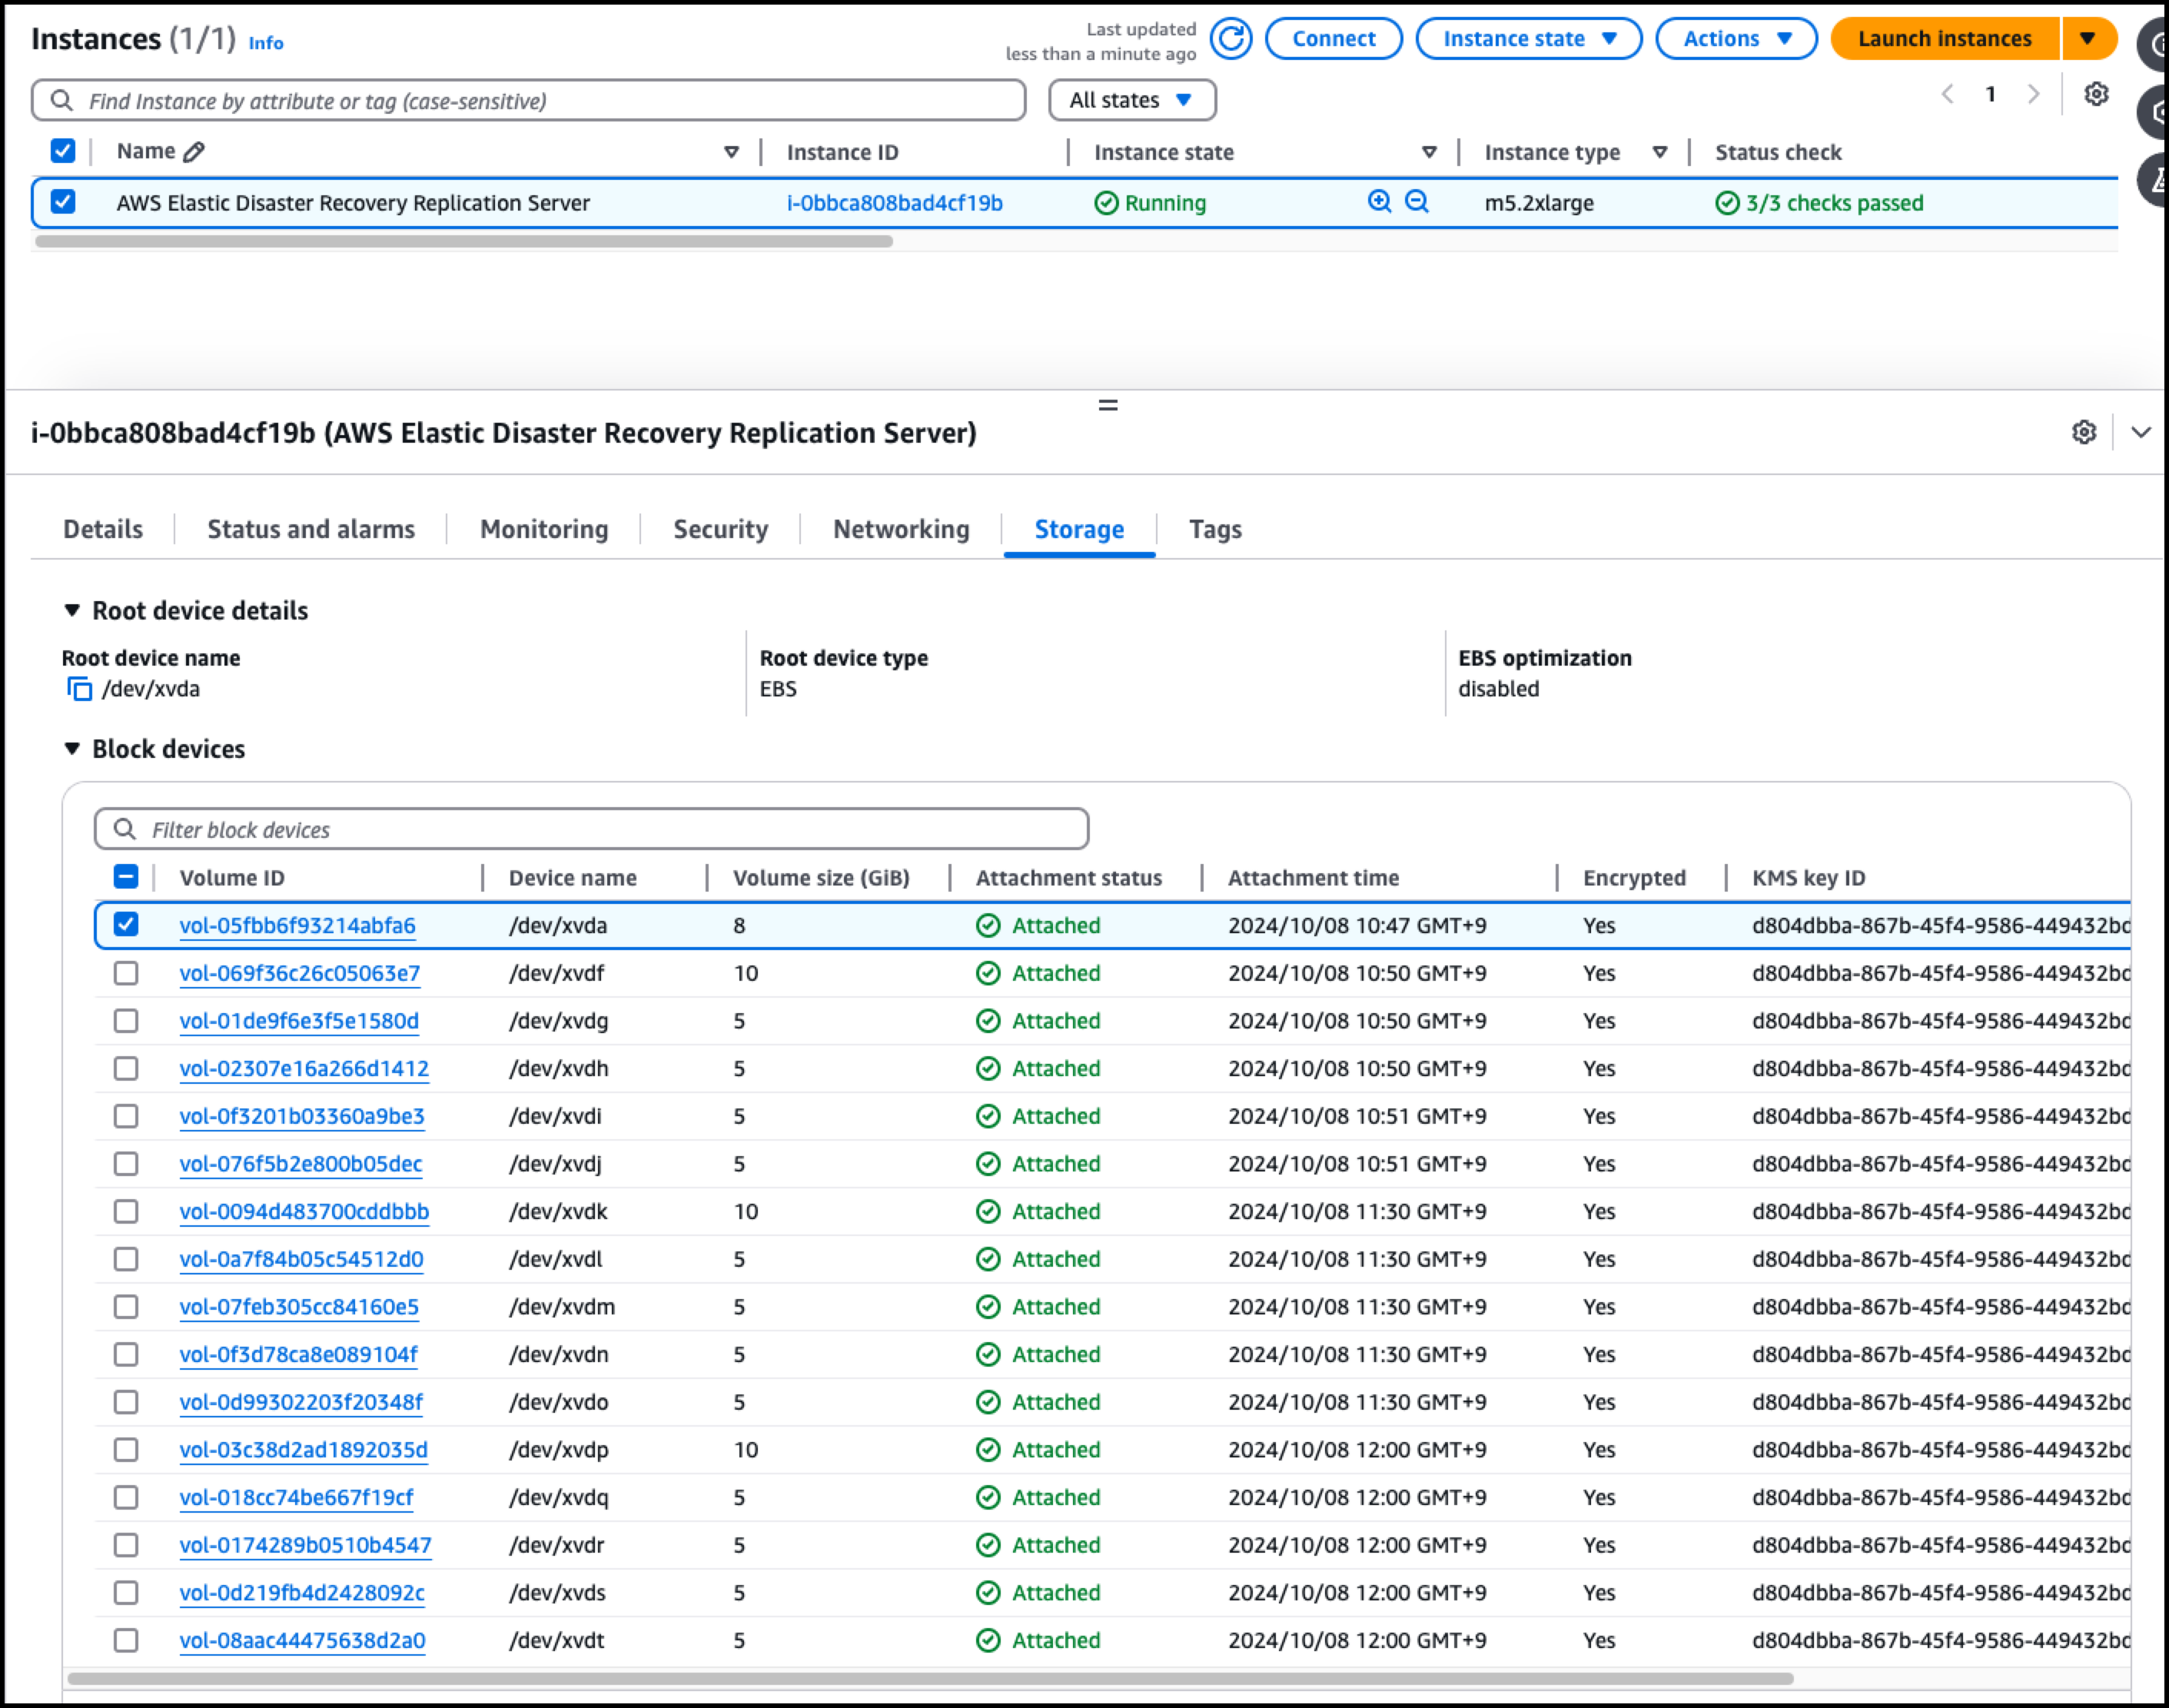 Instances (1/1) Info
Last updated
less than a minute ago
Connect
Instance state
Actions
Launch instances
Find Instance by attribute or tag (case-sensitive)
All states
1
Name Instance ID Instance state Instance type Status check
AWS Elastic Disaster Recovery Replication Server i-0bbca808bad4cf19b Running m5.2xlarge 3/3 checks passed
i-0bbca808bad4cf19b (AWS Elastic Disaster Recovery Replication Server)
Details Status and alarms Monitoring Security Networking Storage Tags
Root device details
Root device name Root device type EBS optimization
/dev/xvda EBS disabled
Block devices
Filter block devices
Volume ID Device name Volume size (GiB) Attachment status Attachment time Encrypted KMS key ID
vol-05fbb6f93214abfa6 /dev/xvda 8 Attached 2024/10/08 10:47 GMT+9 Yes d804dbba-867b-45f4-9586-449432bd
vol-069f36c26c05063e7 /dev/xvdf 10 Attached 2024/10/08 10:50 GMT+9 Yes d804dbba-867b-45f4-9586-449432bd
vol-01de9f6e3f5e1580d /dev/xvdg 5 Attached 2024/10/08 10:50 GMT+9 Yes d804dbba-867b-45f4-9586-449432bd
vol-02307e16a266d1412 /dev/xvdh 5 Attached 2024/10/08 10:50 GMT+9 Yes d804dbba-867b-45f4-9586-449432bd
vol-0f3201b03360a9be3 /dev/xvdi 5 Attached 2024/10/08 10:51 GMT+9 Yes d804dbba-867b-45f4-9586-449432bd
vol-076f5b2e800b05dec /dev/xvdj 5 Attached 2024/10/08 10:51 GMT+9 Yes d804dbba-867b-45f4-9586-449432bd
vol-0094d483700cddbbb /dev/xvdk 10 Attached 2024/10/08 11:30 GMT+9 Yes d804dbba-867b-45f4-9586-449432bd
vol-0a7f84b05c54512d0 /dev/xvdl 5 Attached 2024/10/08 11:30 GMT+9 Yes d804dbba-867b-45f4-9586-449432bd
vol-07feb305cc84160e5 /dev/xvdm 5 Attached 2024/10/08 11:30 GMT+9 Yes d804dbba-867b-45f4-9586-449432bd
vol-0f3d78ca8e089104f /dev/xvdn 5 Attached 2024/10/08 11:30 GMT+9 Yes d804dbba-867b-45f4-9586-449432bd
vol-0d99302203f20348f /dev/xvdo 5 Attached 2024/10/08 11:30 GMT+9 Yes d804dbba-867b-45f4-9586-449432bd
vol-03c38d2ad1892035d /dev/xvdp 10 Attached 2024/10/08 12:00 GMT+9 Yes d804dbba-867b-45f4-9586-449432bd
vol-018cc74be667f19cf /dev/xvdq 5 Attached 2024/10/08 12:00 GMT+9 Yes d804dbba-867b-45f4-9586-449432bd
vol-0174289b0510b4547 /dev/xvdr 5 Attached 2024/10/08 12:00 GMT+9 Yes d804dbba-867b-45f4-9586-449432bd
vol-0d219fb4d2428092c /dev/xvds 5 Attached 2024/10/08 12:00 GMT+9 Yes d804dbba-867b-45f4-9586-449432bd
vol-08aac44475638d2a0 /dev/xvdt 5 Attached 2024/10/08 12:00 GMT+9 Yes d804dbba-867b-45f4-9586-449432bd